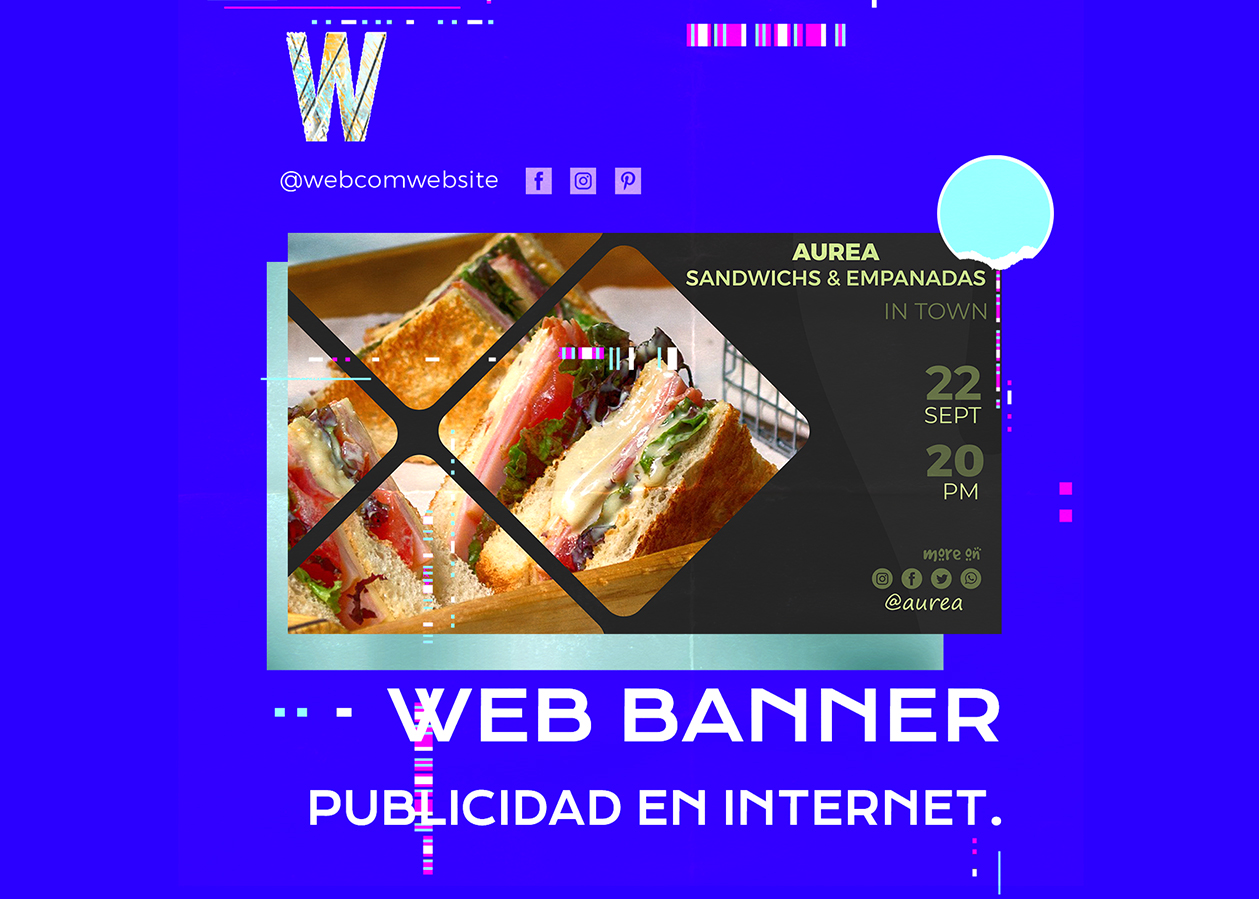 W
@webcomwebsite
AUREA
SANDWICHS & EMPANADAS
IN TOWN
22
SEPT
20
PM
more on
@aurea
WEB BANNER
PUBLICIDAD EN INTERNET.